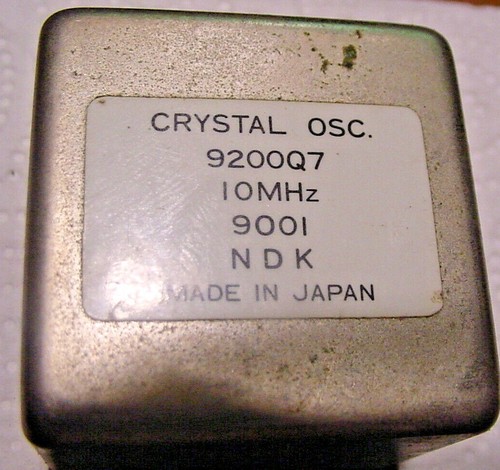 CRYSTAL OSC.
9200Q7
10MHz
9001
NDK
MADE IN JAPAN